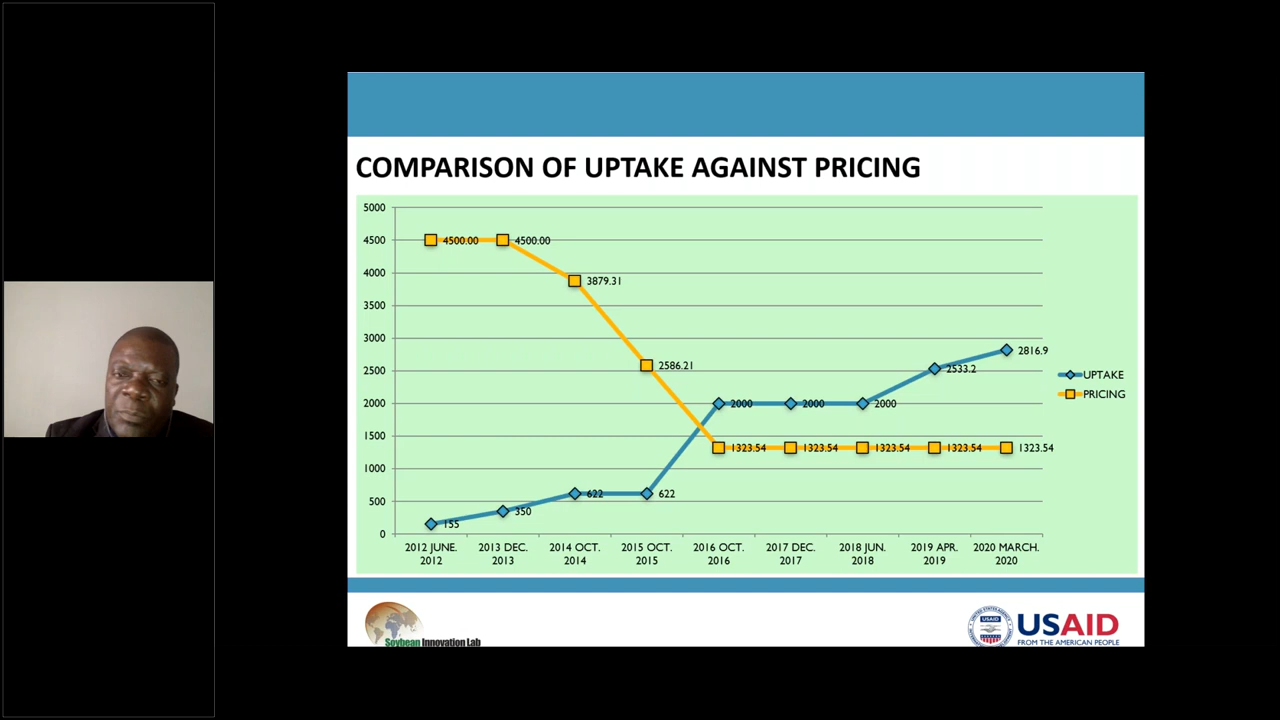 COMPARISON OF UPTAKE AGAINST PRICING
5000
4500
4000
3500
3000
2500
2000
1500
1000
500
0
4500.00
4500.00
3879.31
2586.21
1323.54
1323.54
1323.54
1323.54
1323.54
155
350
622
622
2000
2000
2000
2533.2
2816.9
UPTAKE
PRICING
2012 JUNE. 2012
2013 DEC. 2013
2014 OCT. 2014
2015 OCT. 2015
2016 OCT. 2016
2017 DEC. 2017
2018 JUN. 2018
2019 APR. 2019
2020 MARCH. 2020
Soybean Innovation Lab
USAID
USAID
FROM THE AMERICAN PEOPLE